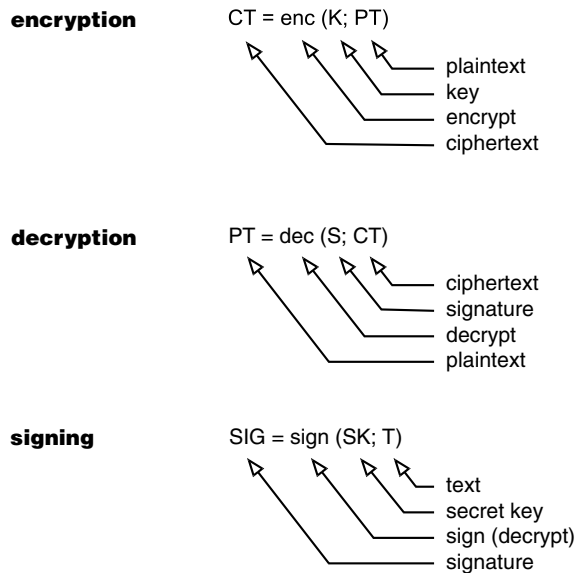 encryption CT = enc (K; PT)
plaintext
key
encrypt
ciphertext
decryption PT = dec (S; CT)
ciphertext
signature
decrypt
plaintext
signing SIG = sign (SK; T)
text
secret key
sign (decrypt)
signature